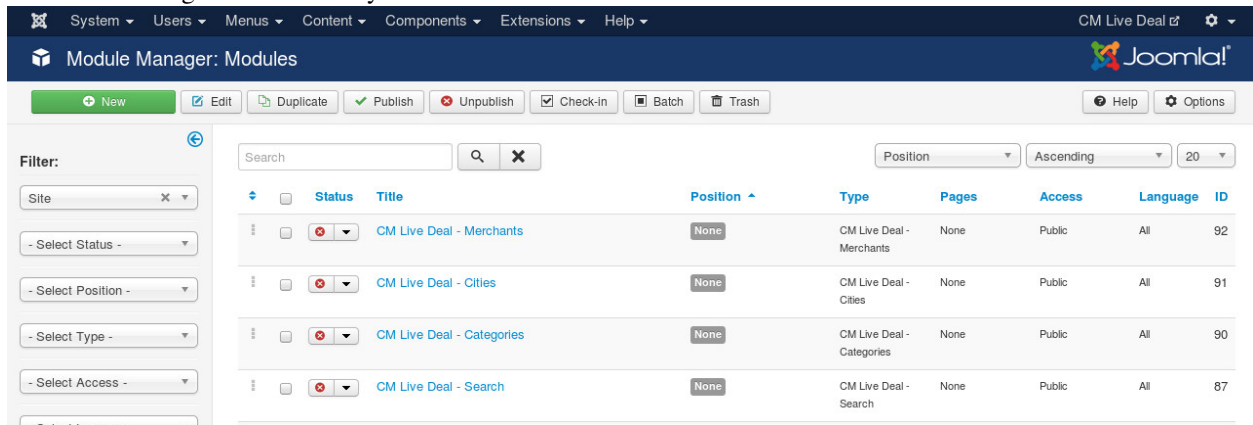 System Users Menus Content Components Extensions Help CM Live Deal
Module Manager: Modules Joomla!®
New Edit Duplicate Publish Unpublish Check-in Batch Trash Help Options
Filter:
Search Position Ascending 20
Site
Status Title Position Type Pages Access Language ID
- Select Status -
CM Live Deal - Merchants None CM Live Deal - None Public All 92
Merchants
- Select Position -
CM Live Deal - Cities None CM Live Deal - None Public All 91
Cities
- Select Type -
CM Live Deal - Categories None CM Live Deal - None Public All 90
Categories
- Select Access -
CM Live Deal - Search None CM Live Deal - None Public All 87
Search